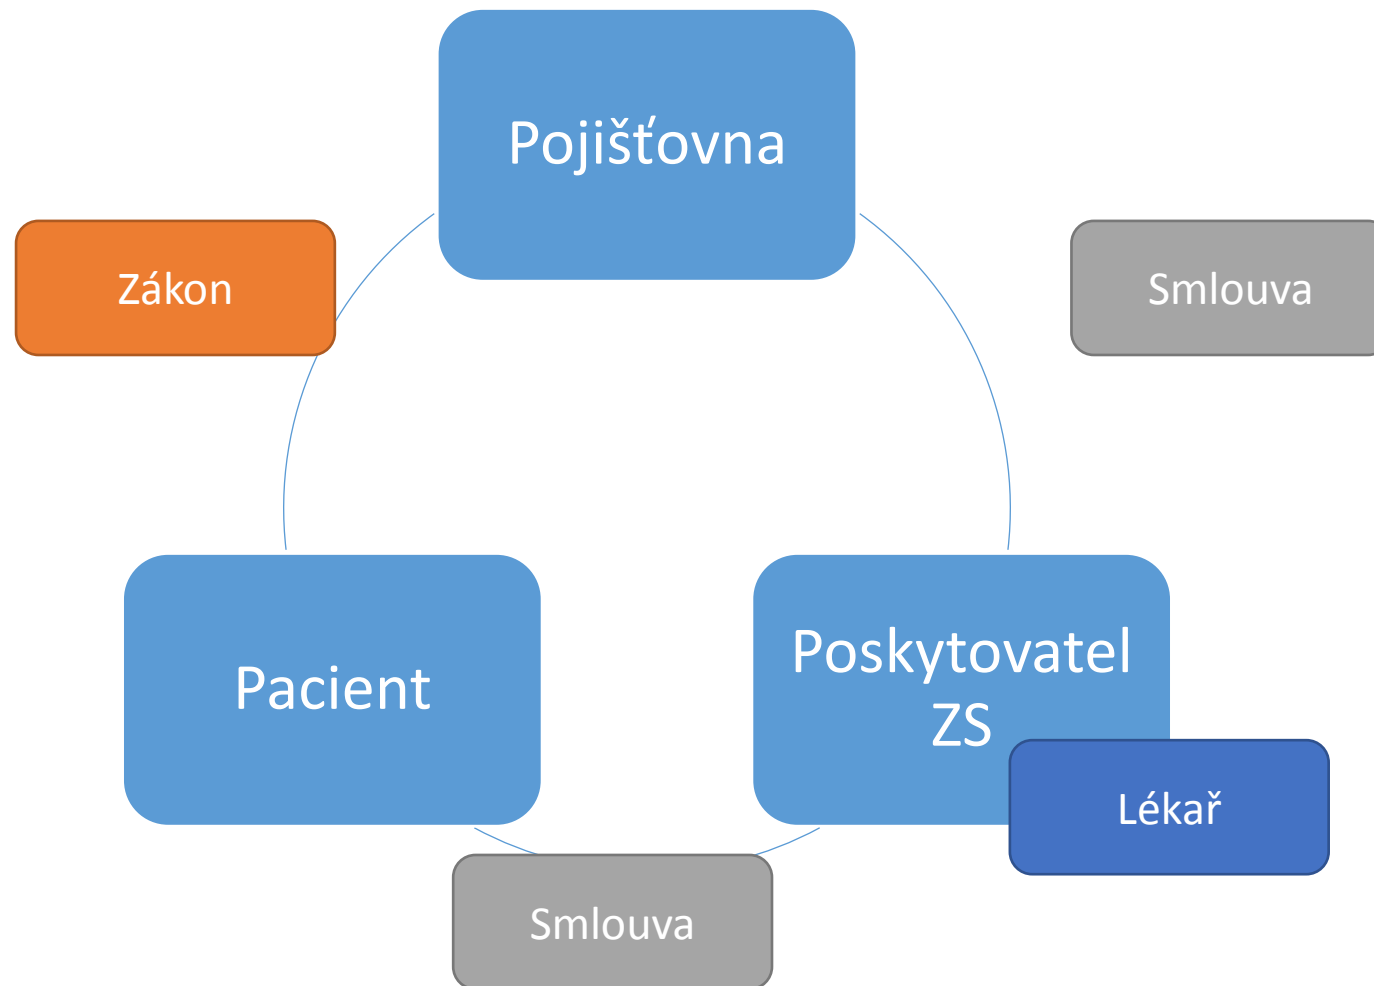 Pojišťovna
Zákon
Smlouva
Pacient
Poskytovatel
ZS
Lékař
Smlouva